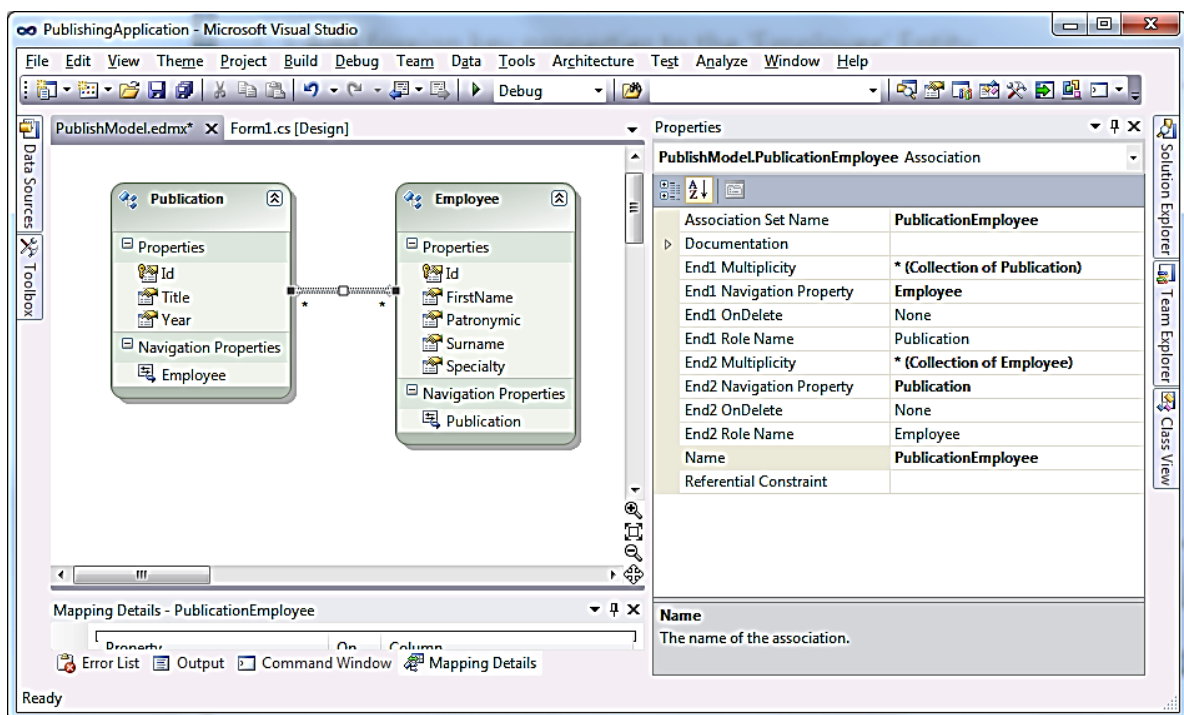 PublishingApplication - Microsoft Visual Studio
File Edit View Theme Project Build Debug Team Data Tools Architecture Test Analyze Window Help
Debug
PublishModel.edmx* X Form1.cs [Design]
Data Sources
Toolbox
Publication
Properties
Id
Title
Year
Navigation Properties
Employee
*
*
Employee
Properties
Id
FirstName
Patronymic
Surname
Specialty
Navigation Properties
Publication
Mapping Details - PublicationEmployee
Property On Column
Error List Output Command Window Mapping Details
Ready
Properties
PublishModel.PublicationEmployee Association
Association Set Name PublicationEmployee
Documentation
End1 Multiplicity * (Collection of Publication)
End1 Navigation Property Employee
End1 OnDelete None
End1 Role Name Publication
End2 Multiplicity * (Collection of Employee)
End2 Navigation Property Publication
End2 OnDelete None
End2 Role Name Employee
Name PublicationEmployee
Referential Constraint
Name
The name of the association.
Solution Explorer
Team Explorer
Class View